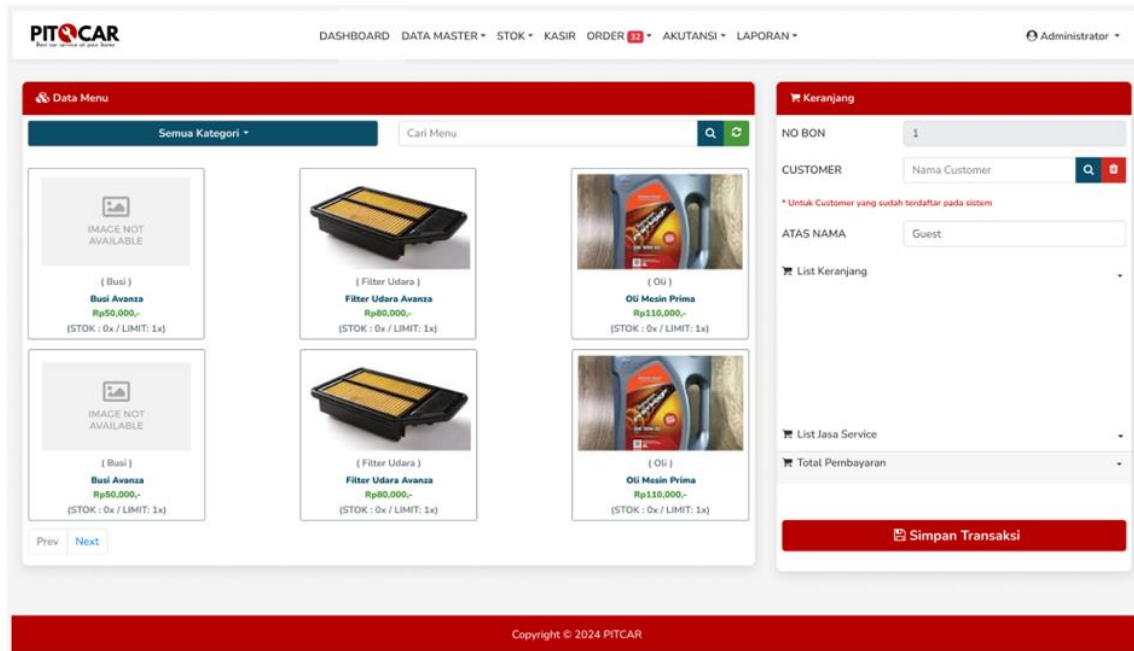 PITCAR
Best car service at your home
DASHBOARD DATA MASTER STOK KASIR ORDER 32 AKUTANSI LAPORAN
Administrator
Data Menu
Semua Kategori
Cari Menu
IMAGE NOT
AVAILABLE
( Busi )
Busi Avanza
Rp50,000,-
(STOK : 0x / LIMIT: 1x)
( Filter Udara )
Filter Udara Avanza
Rp80,000,-
(STOK : 0x / LIMIT: 1x)
( Oli )
Oli Mesin Prima
Rp110,000,-
(STOK : 0x / LIMIT: 1x)
IMAGE NOT
AVAILABLE
( Busi )
Busi Avanza
Rp50,000,-
(STOK : 0x / LIMIT: 1x)
( Filter Udara )
Filter Udara Avanza
Rp80,000,-
(STOK : 0x / LIMIT: 1x)
( Oli )
Oli Mesin Prima
Rp110,000,-
(STOK : 0x / LIMIT: 1x)
Prev Next
Keranjang
NO BON 1
CUSTOMER Nama Customer
* Untuk Customer yang sudah terdaftar pada sistem
ATAS NAMA Guest
List Keranjang
List Jasa Service
Total Pembayaran
Simpan Transaksi
Copyright © 2024 PITCAR